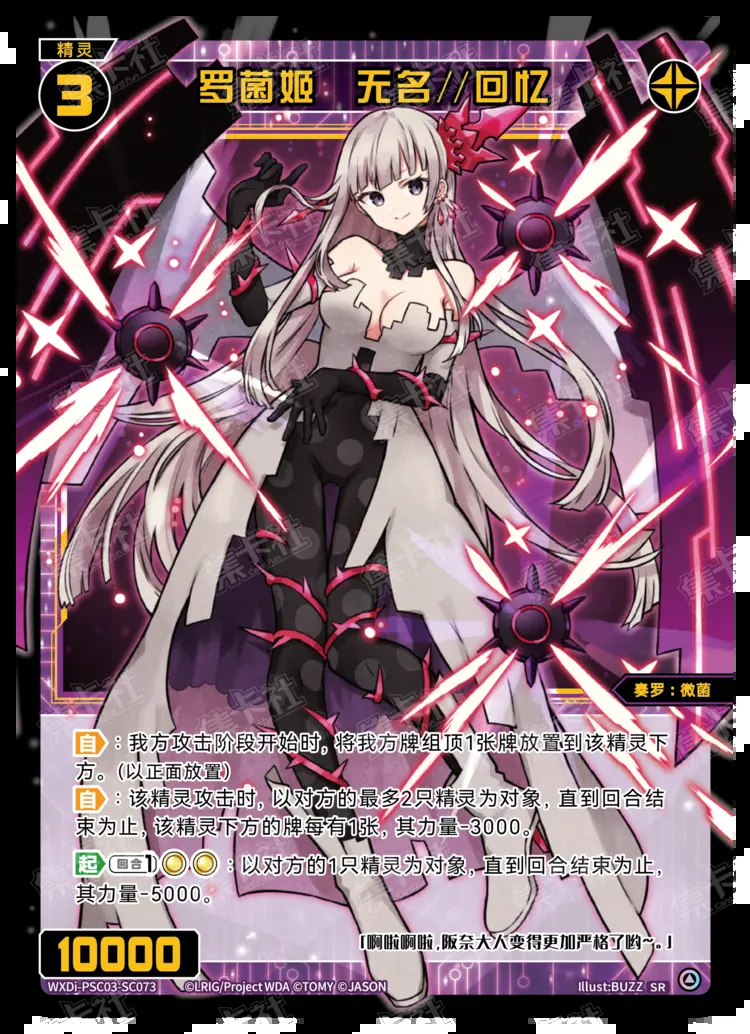 精灵
3
罗菌姬 无名//回忆
奏罗：微菌
自：我方攻击阶段开始时，将我方牌组顶1张牌放置到该精灵下
方。（以正面放置）
自：该精灵攻击时，以对方的最多2只精灵为对象，直到回合结
束为止，该精灵下方的牌每有1张，其力量-3000。
起 回合1：以对方的1只精灵为对象，直到回合结束为止，
其力量-5000。
「啊啦啊啦，阪奈大人变得更加严格了哟~。」
10000
WXDi-PSC03-SC073 ©LRIG/Project WDA ©TOMY ©JASON Illust:BUZZ SR
集卡社